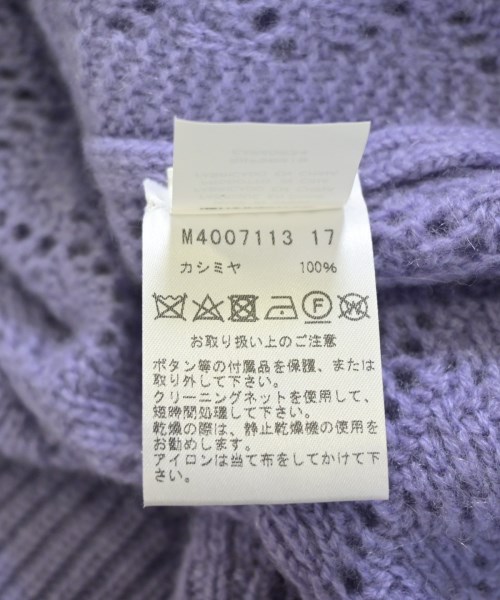 M4007113 17
カシミヤ 100%
F W
お取り扱い上のご注意
ボタン等の付属品を保護、または
取り外して下さい。
クリーニングネットを使用して、
短時間処理して下さい。
乾燥の際は、静止乾燥機の使用を
お勧めします。
アイロンは当て布をしてかけて下
さい。